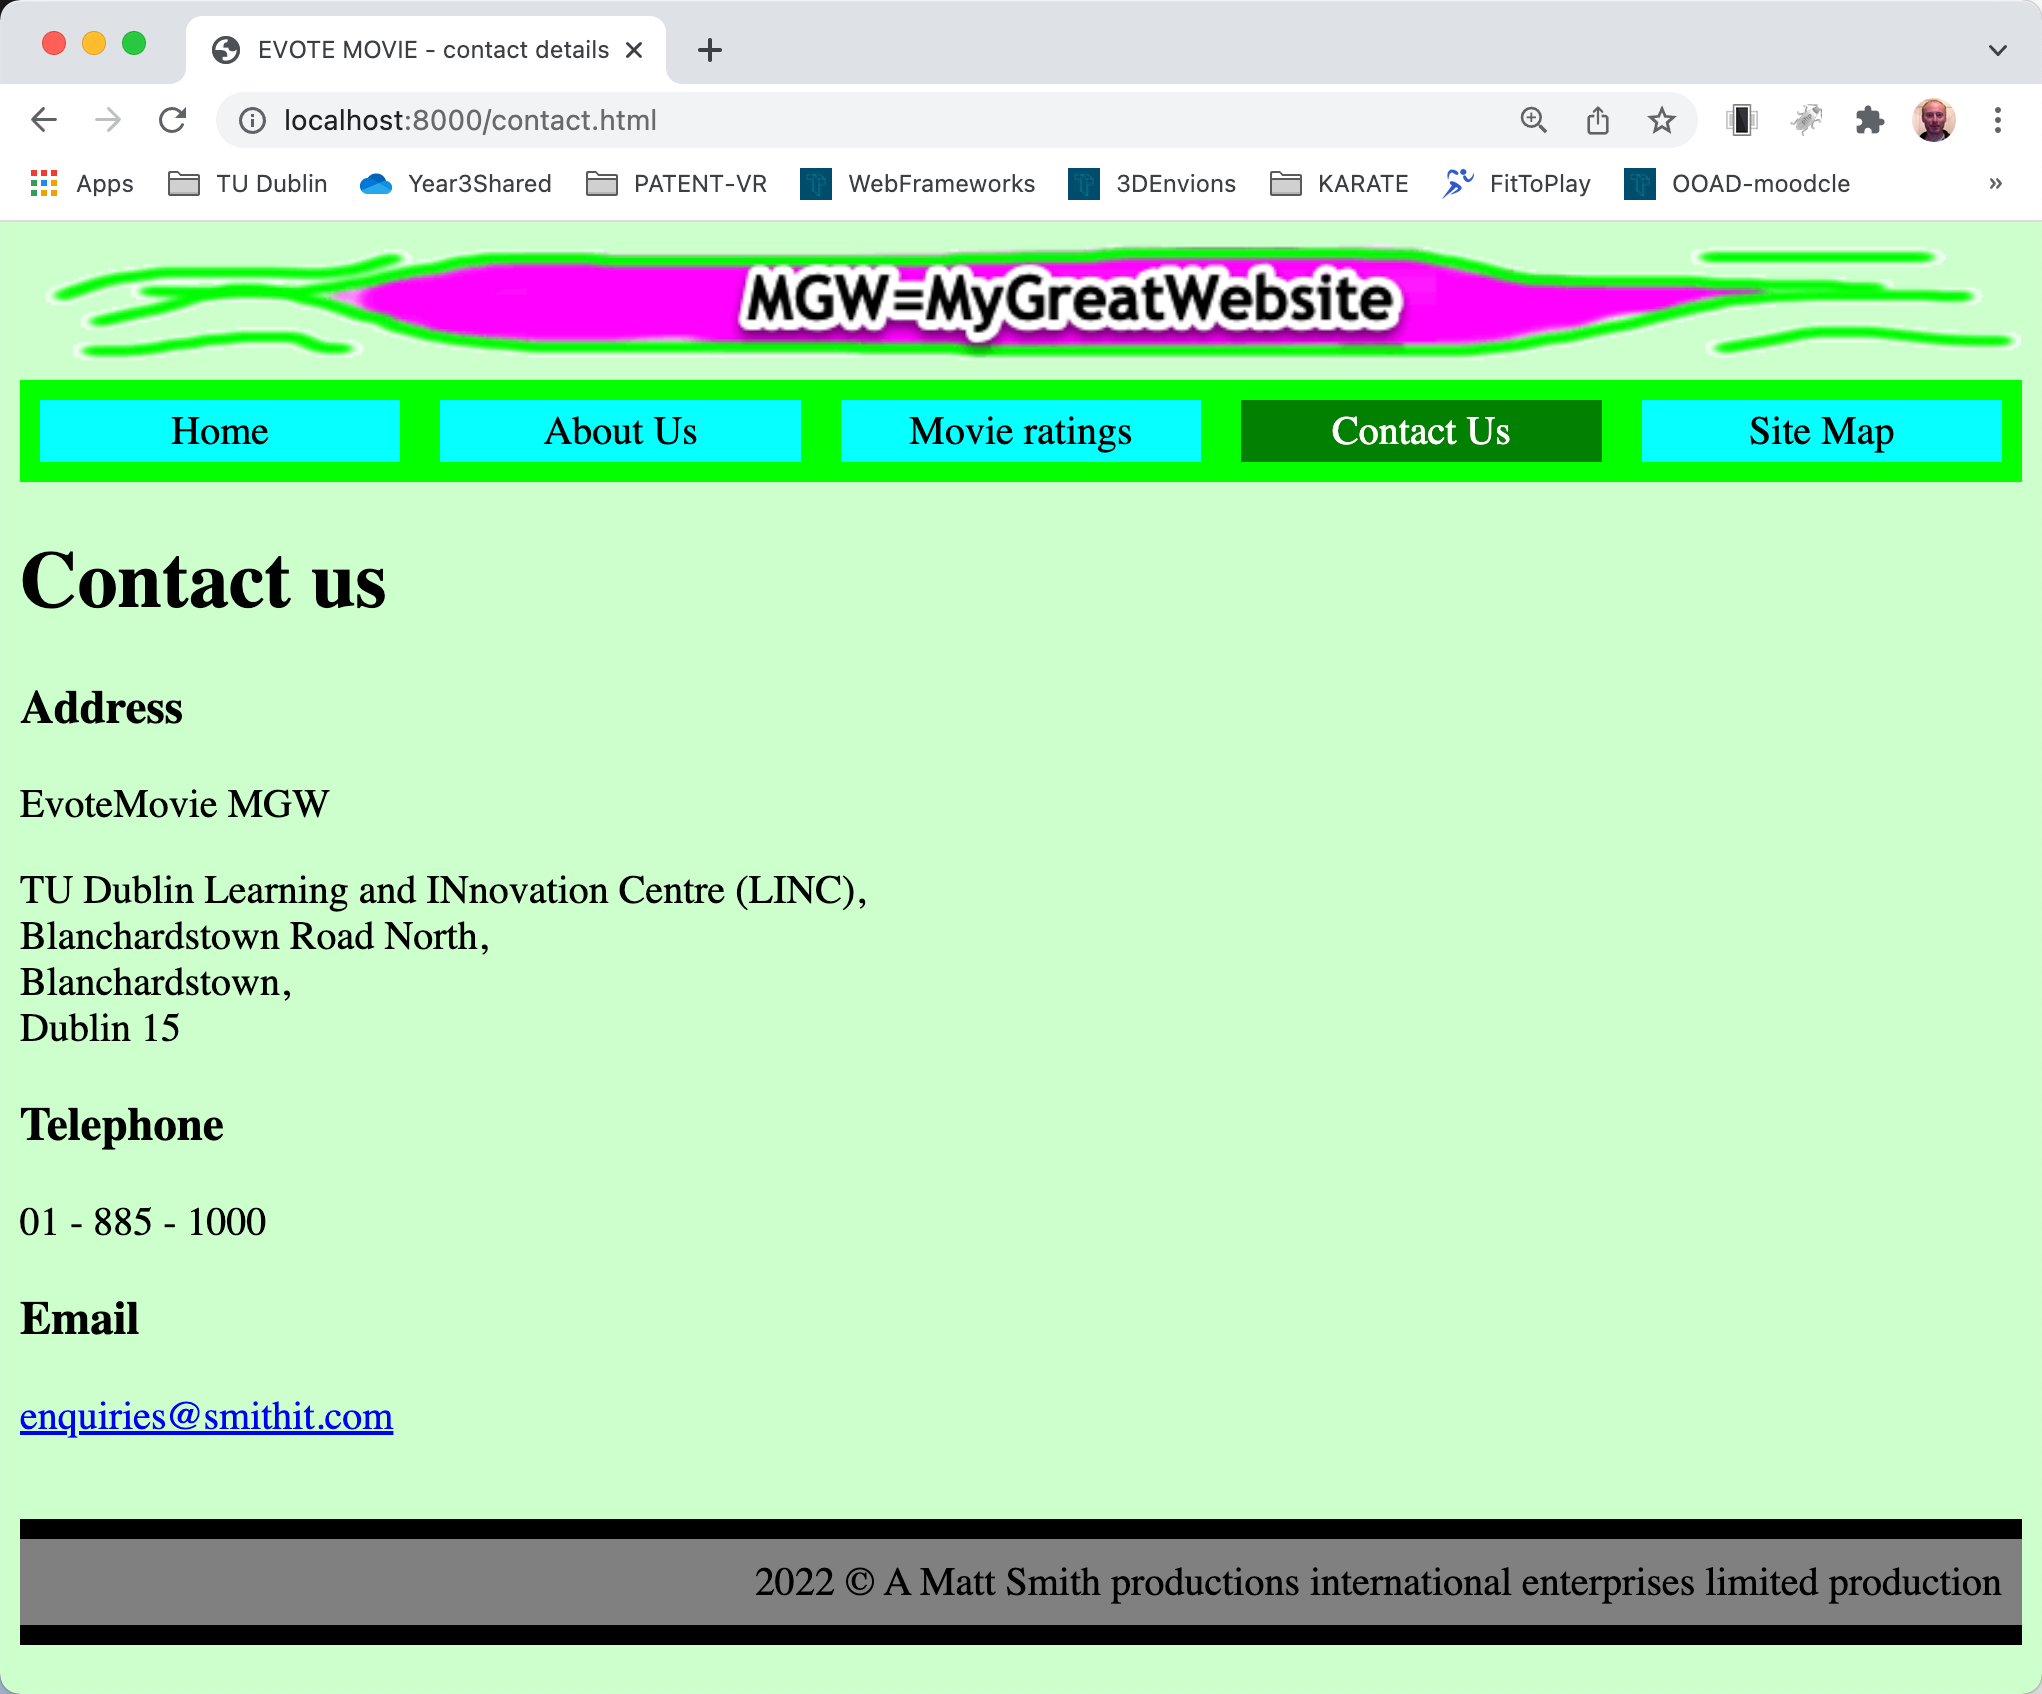 EVOTE MOVIE - contact details
localhost:8000/contact.html
Apps TU Dublin Year3Shared PATENT-VR WebFrameworks 3DEnvions KARATE FitToPlay OOAD-moodcle »
MGW=MyGreatWebsite
Home About Us Movie ratings Contact Us Site Map
Contact us
Address
EvoteMovie MGW
TU Dublin Learning and INnovation Centre (LINC),
Blanchardstown Road North,
Blanchardstown,
Dublin 15
Telephone
01 - 885 - 1000
Email
enquiries@smithit.com
2022 © A Matt Smith productions international enterprises limited production